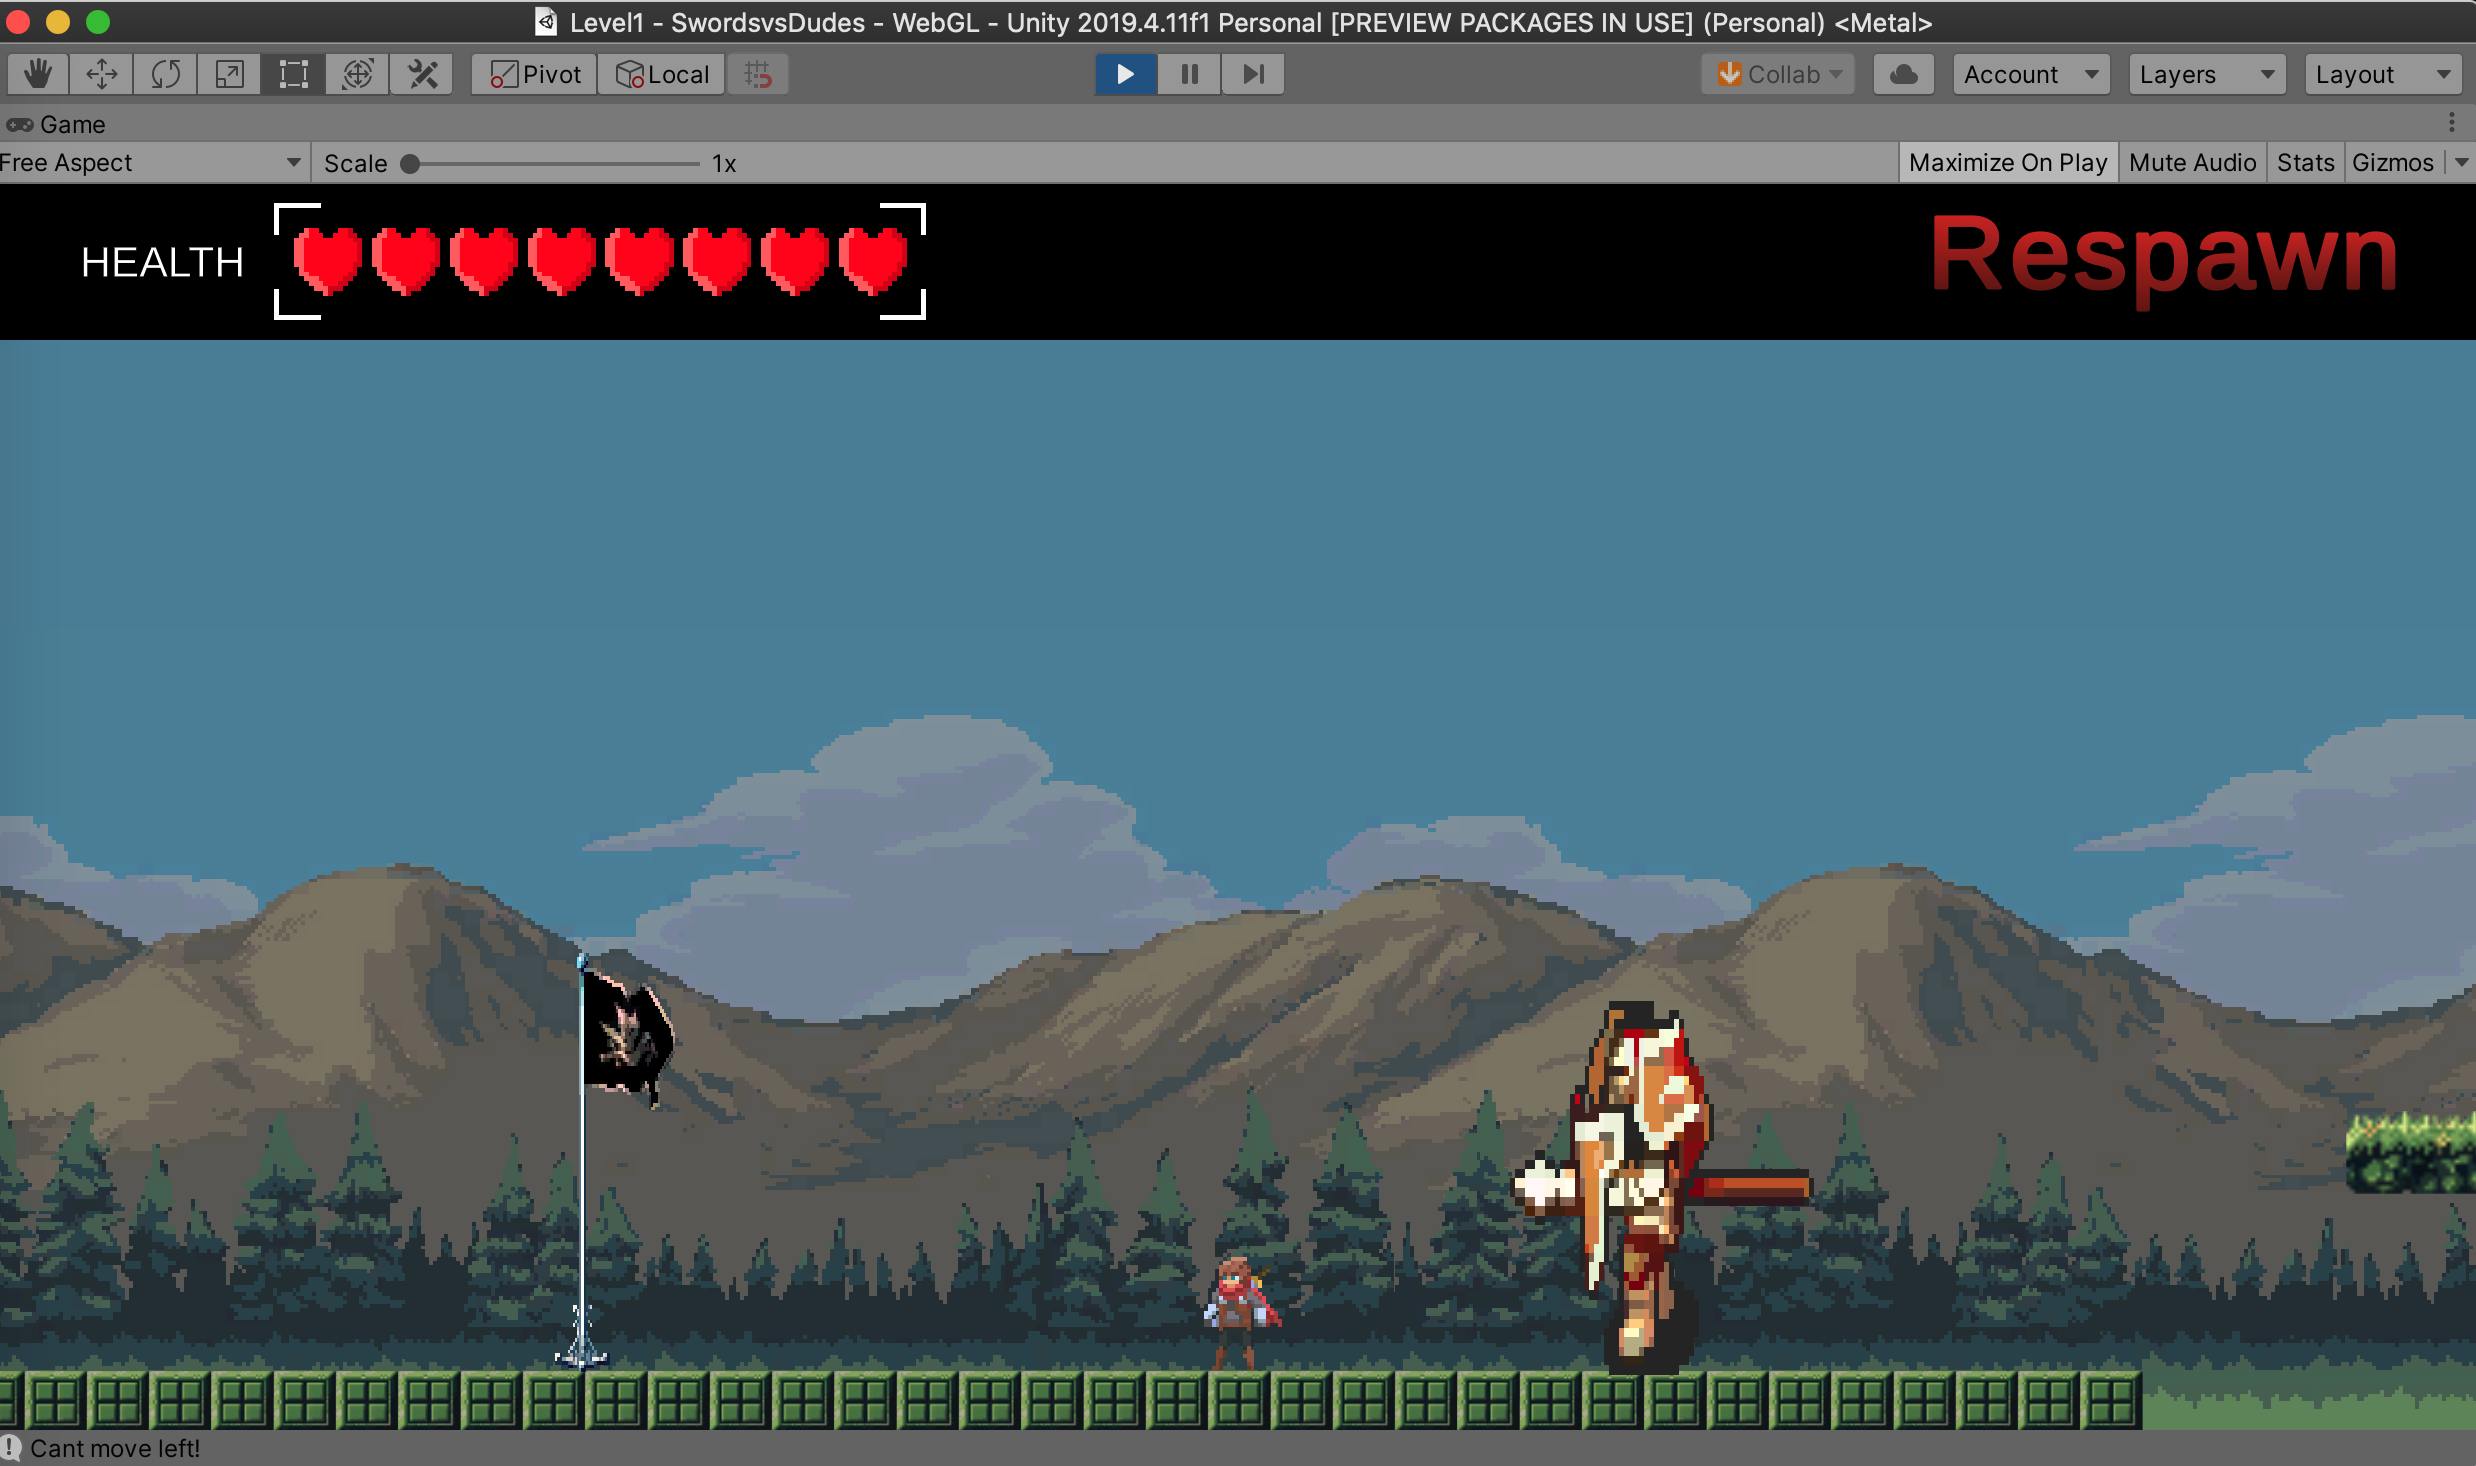 Level1 - SwordsvsDudes - WebGL - Unity 2019.4.11f1 Personal [PREVIEW PACKAGES IN USE] (Personal) <Metal>
Pivot Local Collab Account Layers Layout
Game
Free Aspect Scale 1x Maximize On Play Mute Audio Stats Gizmos
HEALTH Respawn
Cant move left!